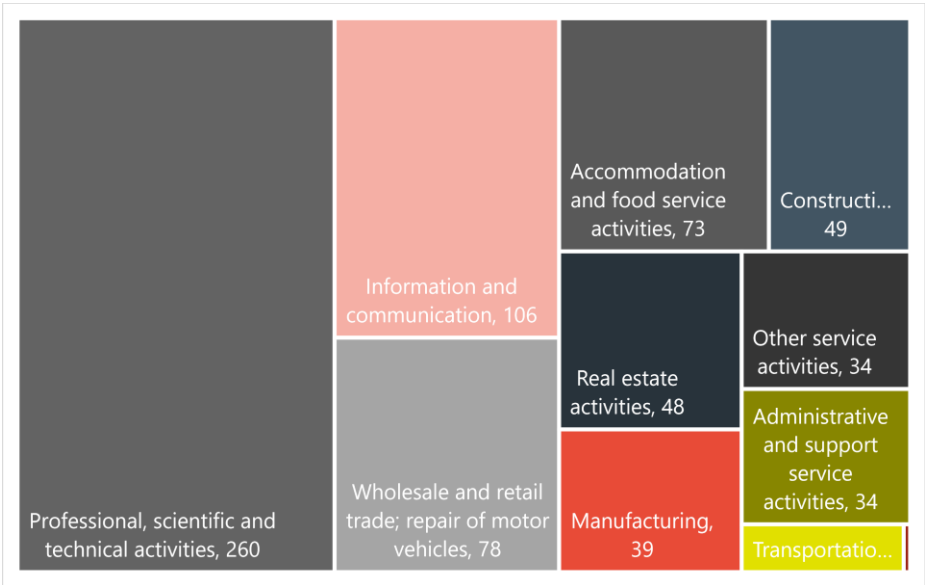 Professional, scientific and
technical activities, 260
Information and
communication, 106
Wholesale and retail
trade; repair of motor
vehicles, 78
Accommodation
and food service
activities, 73
Constructi...
49
Real estate
activities, 48
Manufacturing,
39
Other service
activities, 34
Administrative
and support
service
activities, 34
Transportatio...